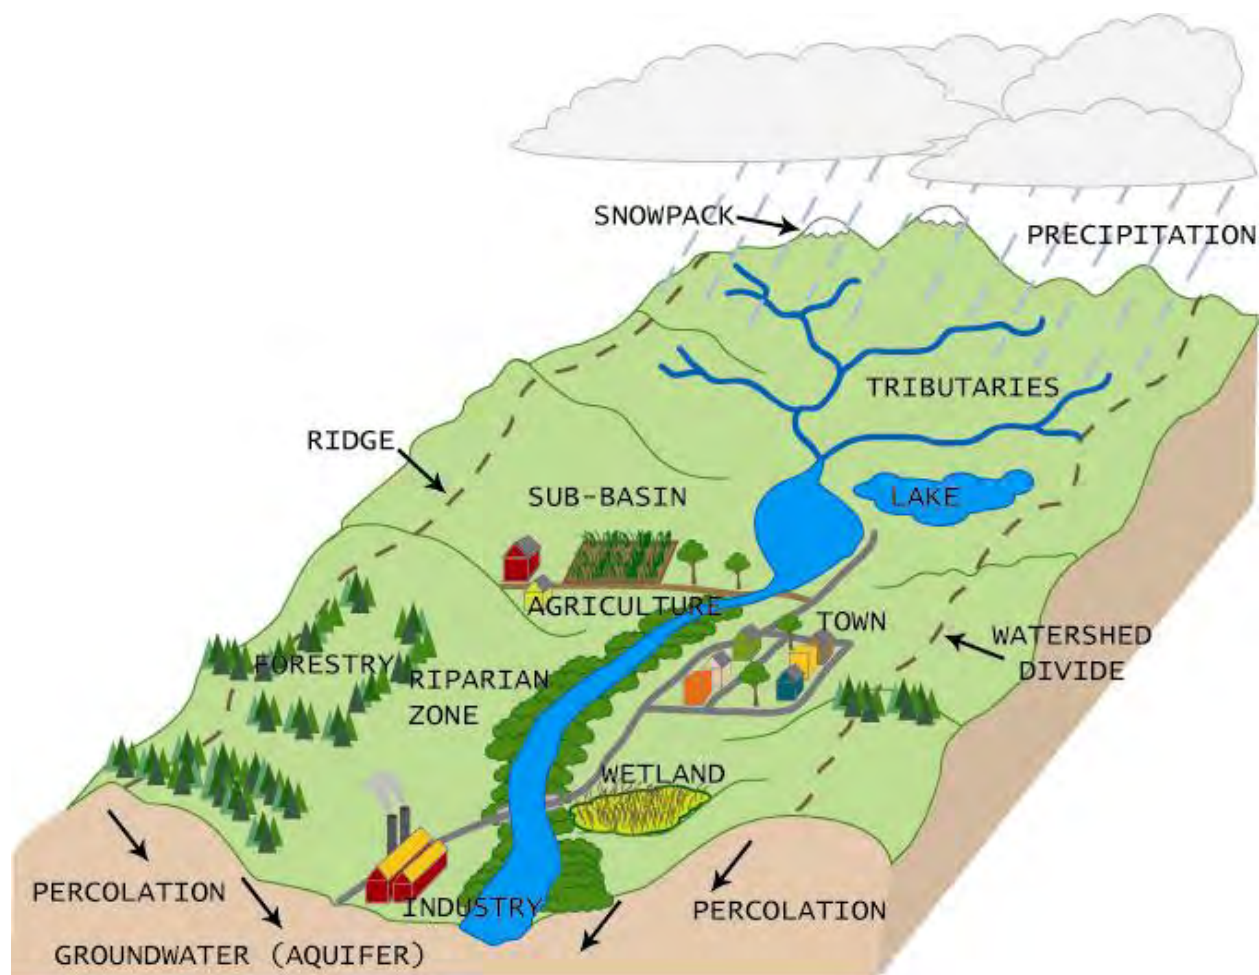 SNOWPACK
PRECIPITATION
TRIBUTARIES
RIDGE
SUB-BASIN
LAKE
AGRICULTURE
TOWN
WATERSHED
DIVIDE
FORESTRY
RIPARIAN
ZONE
WETLAND
PERCOLATION
INDUSTRY
PERCOLATION
GROUNDWATER (AQUIFER)